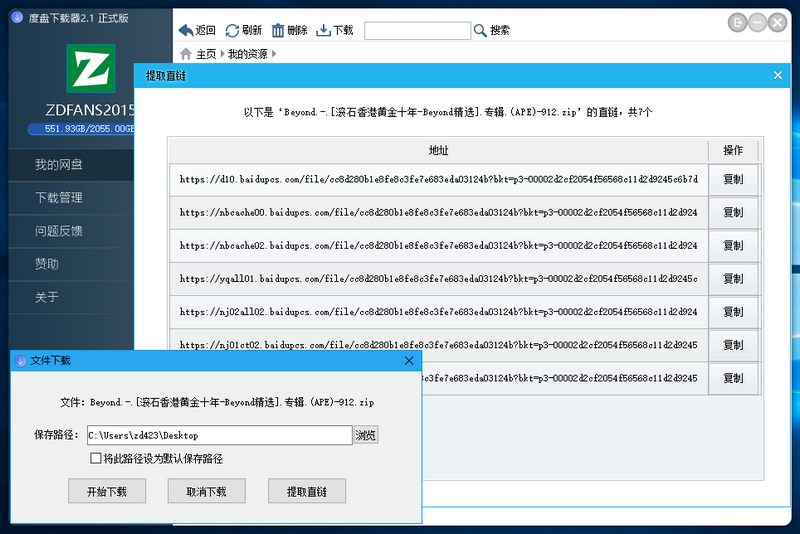 度盘下载器2.1 正式版
返回 刷新 删除 下载 搜索
主页 我的资源
Z
ZDFANS2015
551.93GB/2055.00GB
我的网盘
下载管理
问题反馈
赞助
关于
提取直链
以下是‘Beyond.-.[滚石香港黄金十年-Beyond精选].专辑.(APE)-912.zip’的直链，共7个
地址 操作
https://d10.baidupcs.com/file/cc8d280b1e8fe8c3fe7e683eda03124b?bkt=p3-00002d2cf2054f56568c11d2d9245c6b7d 复制
https://nbcache00.baidupcs.com/file/cc8d280b1e8fe8c3fe7e683eda03124b?bkt=p3-00002d2cf2054f56568c11d2d924 复制
https://nbcache02.baidupcs.com/file/cc8d280b1e8fe8c3fe7e683eda03124b?bkt=p3-00002d2cf2054f56568c11d2d924 复制
https://yqall01.baidupcs.com/file/cc8d280b1e8fe8c3fe7e683eda03124b?bkt=p3-00002d2cf2054f56568c11d2d9245c 复制
https://nj02all02.baidupcs.com/file/cc8d280b1e8fe8c3fe7e683eda03124b?bkt=p3-00002d2cf2054f56568c11d2d924 复制
https://nj01ct02.baidupcs.com/file/cc8d280b1e8fe8c3fe7e683eda03124b?bkt=p3-00002d2cf2054f56568c11d2d9245 复制
c8d280b1e8fe8c3fe7e683eda03124b?bkt=p3-00002d2cf2054f56568c11d2d9245 复制
文件下载
文件：Beyond.-.[滚石香港黄金十年-Beyond精选].专辑.(APE)-912.zip
保存路径： C:\Users\zd423\Desktop 浏览
将此路径设为默认保存路径
开始下载 取消下载 提取直链